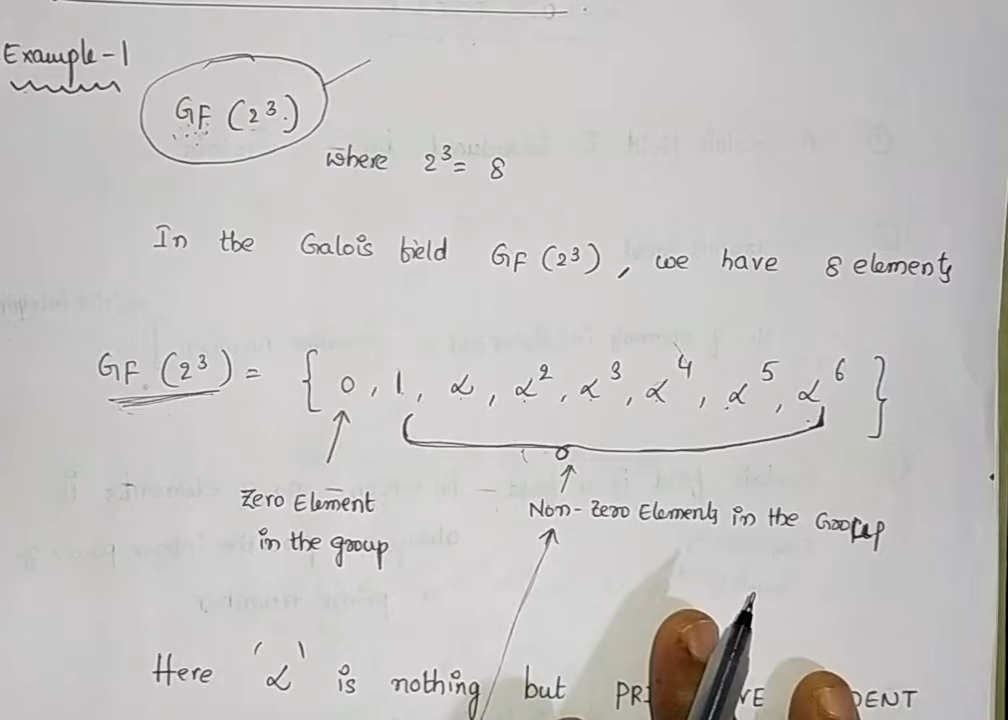 Example-1
GF (2³)
where 2³ = 8
In the Galois field GF (2³), we have 8 elements
GF (2³) = { 0, 1, α, α², α³, α⁴, α⁵, α⁶ }
Zero Element
in the group
Non-Zero Elements in the Group
Here 'α' is nothing but